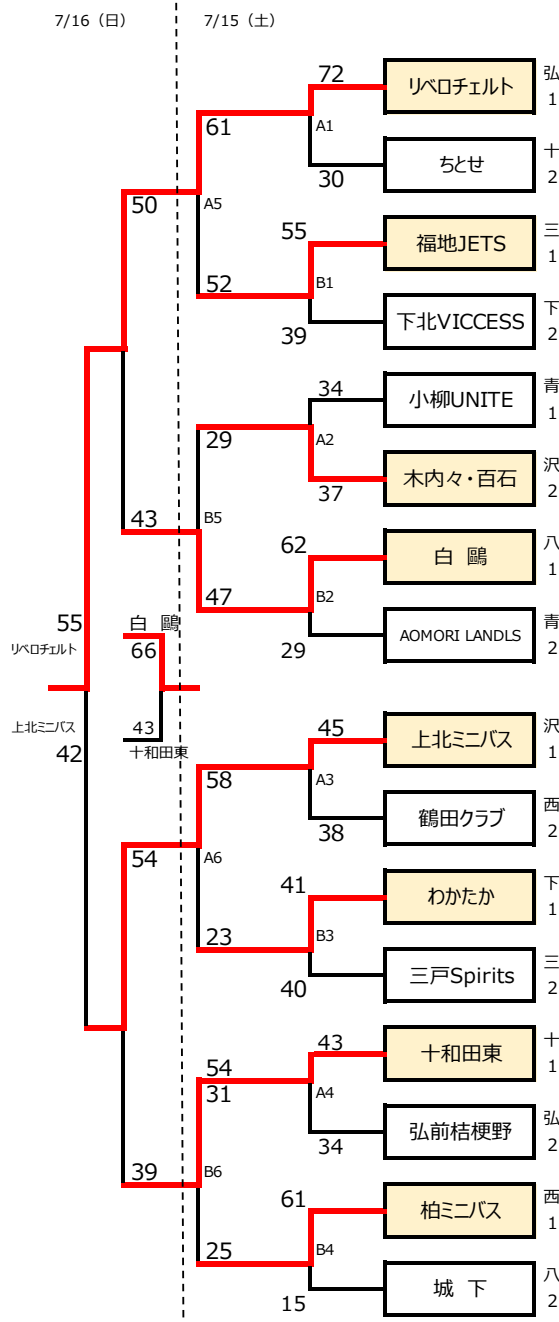 7/16（日）
7/15（土）
72
リベロチェルト
弘
1
61
A1
ちとせ
十
2
30
50
A5
55
福地JETS
三
1
52
B1
下北VICCESS
下
2
39
34
小柳UNITE
青
1
29
A2
木内々・百石
沢
2
37
43
B5
62
白　鷗
八
1
47
B2
AOMORI LANDLS
青
2
29
55
リベロチェルト
白　鷗
66
上北ミニバス
42
43
十和田東
45
上北ミニバス
沢
1
58
A3
鶴田クラブ
西
2
38
54
A6
41
わかたか
下
1
23
B3
三戸Spirits
三
2
40
43
十和田東
十
1
54
31
A4
弘前桔梗野
弘
2
34
39
B6
61
柏ミニバス
西
1
25
B4
城　下
八
2
15